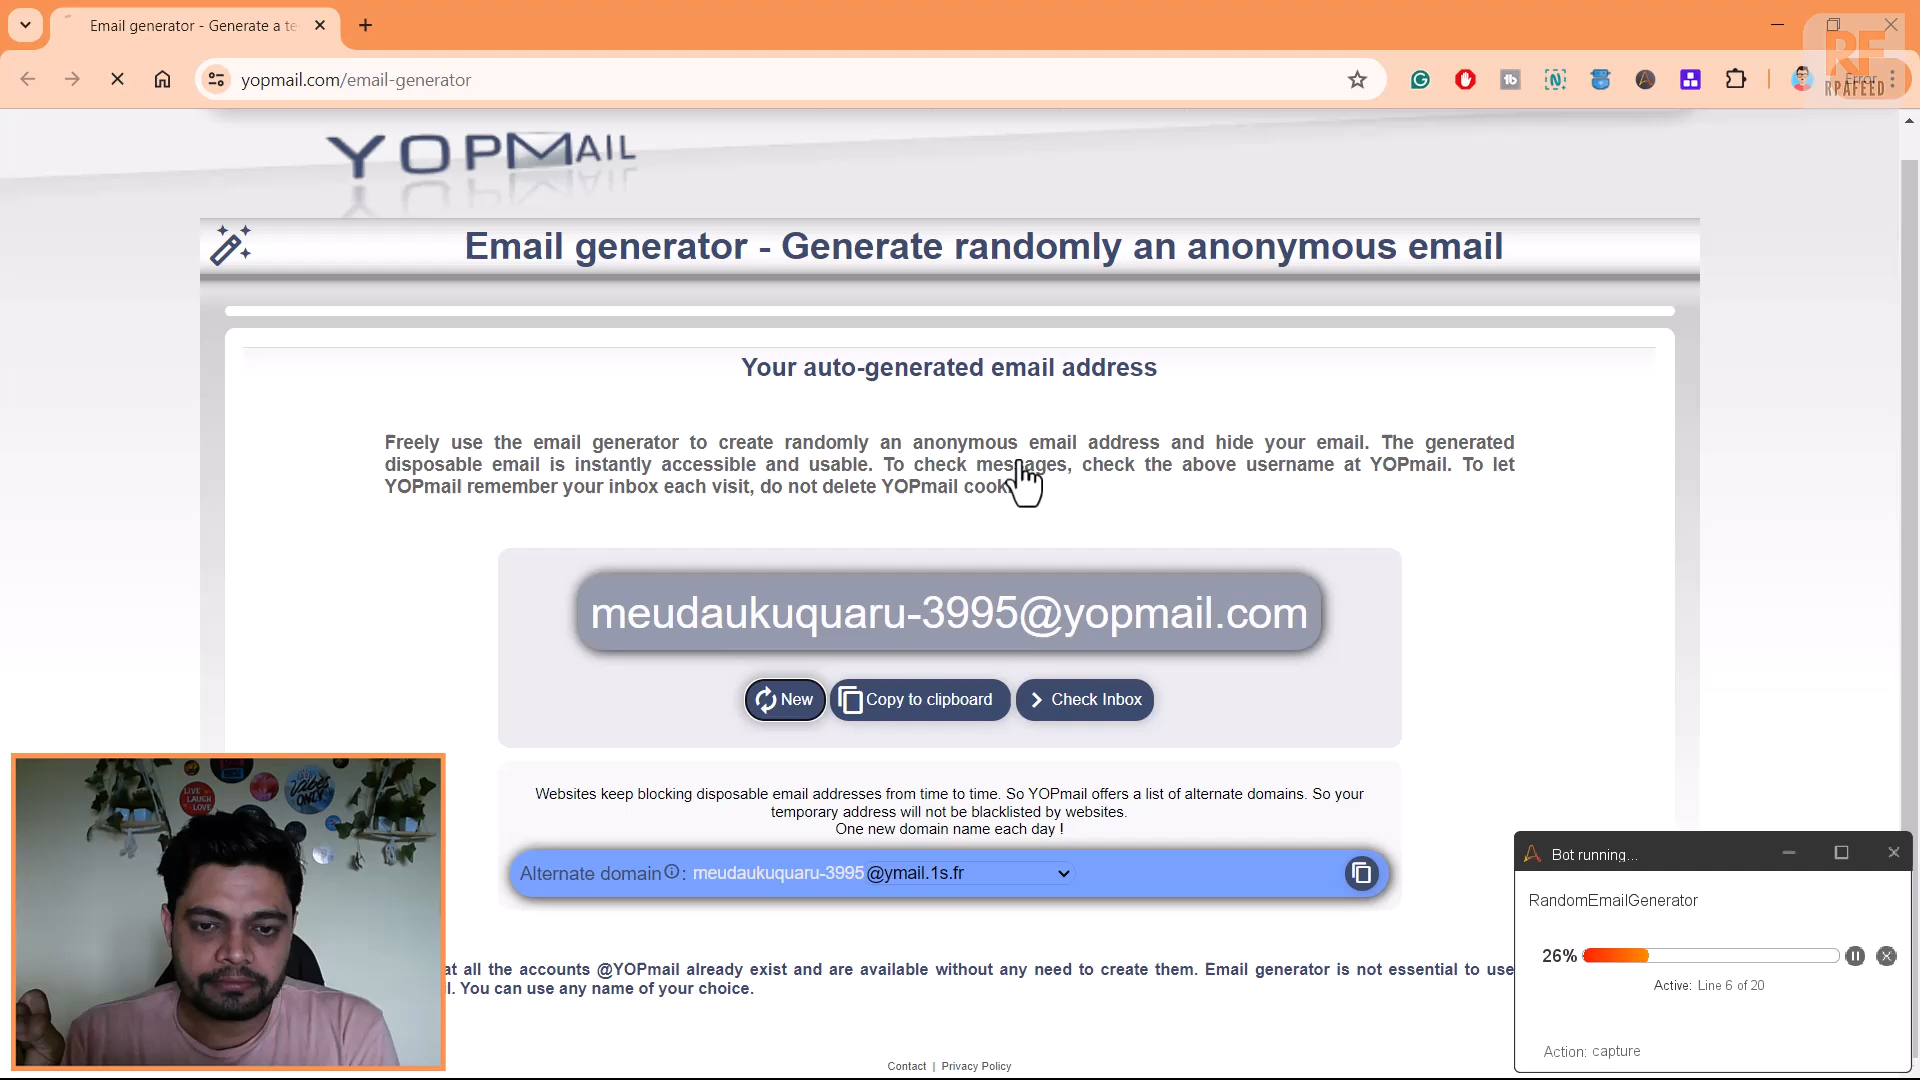 Email generator - Generate a te
yopmail.com/email-generator
Error
RF
RPAFEED
YOPMAIL
Email generator - Generate randomly an anonymous email
Your auto-generated email address
Freely use the email generator to create randomly an anonymous email address and hide your email. The generated
disposable email is instantly accessible and usable. To check messages, check the above username at YOPmail. To let
YOPmail remember your inbox each visit, do not delete YOPmail cook
meudaukuquaru-3995@yopmail.com
New
Copy to clipboard
Check Inbox
Websites keep blocking disposable email addresses from time to time. So YOPmail offers a list of alternate domains. So your
temporary address will not be blacklisted by websites.
One new domain name each day !
Alternate domain : meudaukuquaru-3995 @ymail.1s.fr
at all the accounts @YOPmail already exist and are available without any need to create them. Email generator is not essential to use
l. You can use any name of your choice.
Contact | Privacy Policy
LIVE
LAUGH
LOVE
VIBES
ONLY
Bot running...
RandomEmailGenerator
26%
Active: Line 6 of 20
Action: capture